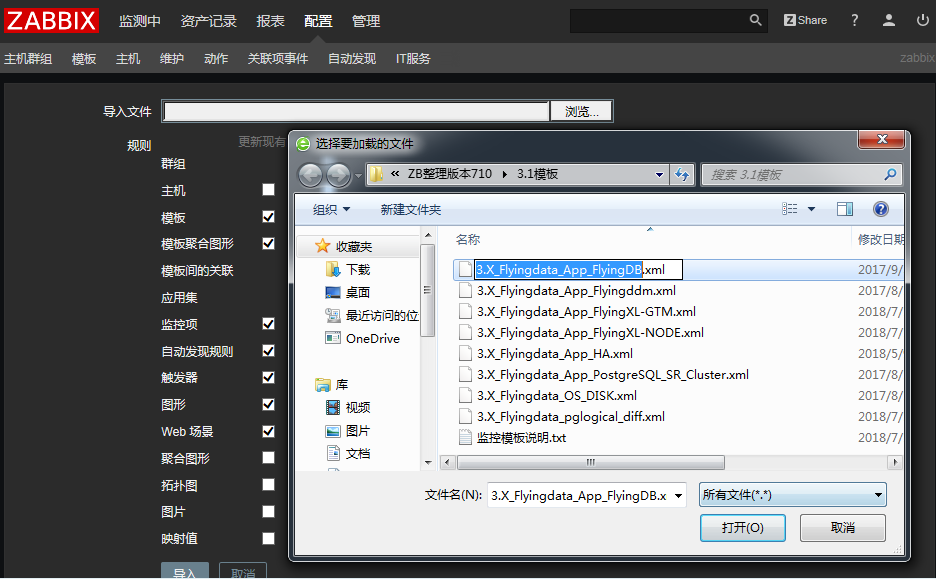 ZABBIX 监测中 资产记录 报表 配置 管理 Z Share ?
主机群组 模板 主机 维护 动作 关联项事件 自动发现 IT服务 zabbix
导入文件 浏览...
规则 更新现有
群组
主机
模板
模板聚合图形
模板间的关联
应用集
监控项
自动发现规则
触发器
图形
Web 场景
聚合图形
拓扑图
图片
映射值
导入 取消
选择要加载的文件
« ZB整理版本710 3.1模板 搜索 3.1模板
组织 新建文件夹
收藏夹
下载
桌面
最近访问的位
OneDrive
库
视频
图片
文档
名称 修改日期
3.X_Flyingdata_App_FlyingDB.xml 2017/9/
3.X_Flyingdata_App_Flyingddm.xml 2017/8/
3.X_Flyingdata_App_FlyingXL-GTM.xml 2018/7/
3.X_Flyingdata_App_FlyingXL-NODE.xml 2018/7/
3.X_Flyingdata_App_HA.xml 2018/5/
3.X_Flyingdata_App_PostgreSQL_SR_Cluster.xml 2017/8/
3.X_Flyingdata_OS_DISK.xml 2017/8/
3.X_Flyingdata_pglogical_diff.xml 2018/7/
监控模板说明.txt 2018/7/
文件名(N): 3.X_Flyingdata_App_FlyingDB.x 所有文件(*.*)
打开(O) 取消